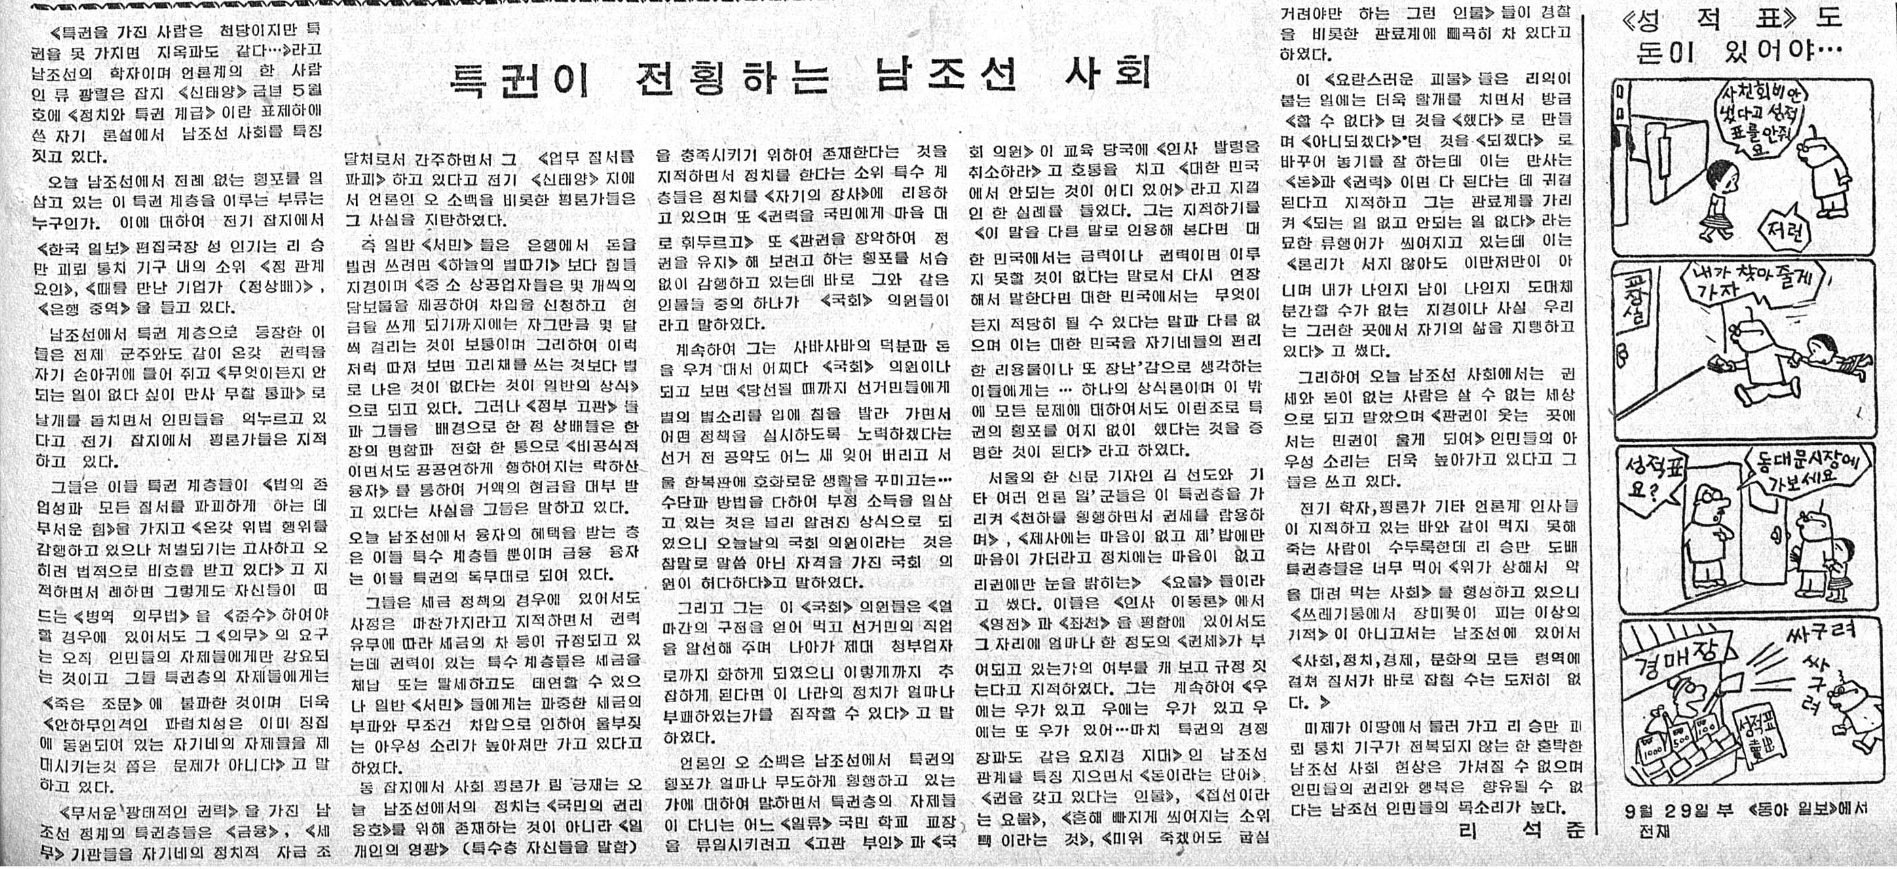 특권이 전횡하는 남조선 사회
《특권을 가진 사람은 천당이지만 특
권을 못 가지면 지옥과도 같다…》라고
남조선의 학자이며 언론계의 한 사람
인 류 광렬은 잡지 《신태양》 금년 5월
호에 《정치와 특권 계급》이란 표제하에
쓴 자기 론설에서 남조선 사회를 특징
짓고 있다.
오늘 남조선에서 전례 없는 횡포를 일
삼고 있는 이 특권 계층을 이루는 부류는
누구인가. 이에 대하여 전기 잡지에서
《한국 일보》 편집국장 성 인기는 리 승
만 괴뢰 통치 기구 내의 소위 《정 관계
요인》, 《때를 만난 기업가 (정상배)》,
《은행 중역》을 들고 있다.
남조선에서 특권 계층으로 등장한 이
들은 전제 군주와도 같이 온갖 권력을
자기 손아귀에 틀어 쥐고 《무엇이든지 안
되는 일이 없다 싶이 만사 무찰 통과》로
날개를 돋치면서 인민들을 억누르고 있
다고 전기 잡지에서 평론가들은 지적
하고 있다.
그들은 이들 특권 계층들이 《법의 존
엄성과 모든 질서를 파괴하게 하는 데
무서운 힘》을 가지고 《온갖 위법 행위를
감행하고 있으나 처벌되기는 고사하고 오
히려 법적으로 비호를 받고 있다》고 지
적하면서 례하면 그렇게도 자신들이 떠
드는 《병역 의무법》을 《준수》하여야
할 경우에 있어서도 그 《의무》의 요구
는 오직 인민들의 자제들에게만 강요되
는 것이고 그들 특권층의 자제들에게는
《죽은 조문》에 불과한 것이며 더욱
《안하무인격인 파렴치성은 이미 징집
에 동원되여 있는 자기네의 자제들을 제
대시키는것 쯤은 문제가 아니다》고 말
하고 있다.
《무서운 광태적인 권력》을 가진 남
조선 정계의 특권층들은 《금융》, 《세
무》기관들을 자기네의 정치적 자금 조
달처로서 간주하면서 그 《업무 질서를
파괴》하고 있다고 전기 《신태양》 지에
서 언론인 오 소백을 비롯한 평론가들은
그 사실을 지탄하였다.
즉 일반 《서민》들은 은행에서 돈을
빌려 쓰려면 《하늘의 별따기》보다 힘들
지경이며 《중 소 상공업자들은 몇 개씩의
담보물을 제공하여 차입을 신청하고 현
금을 쓰게 되기까지에는 자그만큼 몇 달
씩 걸리는 것이 보통이며 그리하여 이럭
저럭 따져 보면 고리채를 쓰는 것보다 별
로 나은 것이 없다는 것이 일반의 상식》
으로 되고 있다. 그러나 《정부 고관》들
과 그들을 배경으로 한 정 상배들은 한
장의 명함과 전화 한 통으로 《비공식적
이면서도 공공연하게 행하여지는 락하산
융자》를 통하여 거액의 현금을 대부 받
고 있다는 사실을 그들은 말하고 있다.
오늘 남조선에서 융자의 혜택을 받는 층
은 이들 특수 계층들 뿐이며 금융 융자
는 이들 특권의 독무대로 되여 있다.
그들은 세금 정책의 경우에 있어서도
사정은 마찬가지라고 지적하면서 권력
유무에 따라 세금의 차 등이 규정되고 있
는데 권력이 있는 특수 계층들은 세금을
체납 또는 탈세하고도 태연할 수 있으
나 일반 《서민》들에게는 과중한 세금의
부과와 무조건 차압으로 인하여 울부짖
는 아우성 소리가 높아져만 가고 있다고
하였다.
동 잡지에서 사회 평론가 림 긍재는 오
늘 남조선에서의 정치는 《국민의 권리
옹호》를 위해 존재하는 것이 아니라 《일
개인의 영광》 (특수층 자신들을 말함)
을 충족시키기 위하여 존재한다는 것을
지적하면서 정치를 한다는 소위 특수 계
층들은 정치를 《자기의 장사》에 리용하
고 있으며 또 《권력을 국민에게 마음 대
로 휘두르고》 또 《관권을 장악하여 정
권을 유지》해 보려고 하는 횡포를 서슴
없이 감행하고 있는데 바로 그와 같은
인물들 중의 하나가 《국회》 의원들이
라고 말하였다.
계속하여 그는 사바사바의 덕분과 돈
을 우겨 대서 어찌다 《국회》 의원이나
되고 보면 《당선될 때까지 선거민들에게
별의 별소리를 입에 침을 발라 가면서
어떤 정책을 실시하도록 노력하겠다는
선거 전 공약도 어느 새 잊어 버리고 서
울 한복판에 호화로운 생활을 꾸미고는…
수단과 방법을 다하여 부정 소득을 일삼
고 있는 것은 널리 알려진 상식으로 되
였으니 오늘날의 국회 의원이라는 것은
참말로 말씀 아닌 자격을 가진 국회 의
원이 허다하다》고 말하였다.
그리고 그는 이 《국회》의원들은 《얼
마간의 구전을 얻어 먹고 선거민의 직업
을 알선해 주며 나아가 제대 청부업자
로까지 화하게 되였으니 이렇게까지 추
잡하게 된다면 이 나라의 정치가 얼마나
부패하였는가를 짐작할 수 있다》고 말
하였다.
언론인 오 소백은 남조선에서 특권의
횡포가 얼마나 무도하게 횡행하고 있는
가에 대하여 말하면서 특권층의 자제들
이 다니는 어느 《일류》 국민 학교 교장
을 류임시키려고 《고관 부인》과 《국
회 의원》이 교육 당국에 《인사 발령을
취소하라》고 호통을 치고 《대한 민국
에서 안되는 것이 어디 있어》라고 지껄
인 한 실례를 들었다. 그는 지적하기를
《이 말을 다른 말로 인용해 본다면 대
한 민국에서는 금력이나 권력이면 이루
지 못할 것이 없다는 말로서 다시 연장
해서 말한다면 대한 민국에서는 무엇이
든지 적당히 될 수 있다는 말과 다름 없
으며 이는 대한 민국을 자기네들의 편리
한 리용물이나 또 장난'감으로 생각하는
이들에게는 … 하나의 상식론이며 이 밖
에 모든 문제에 대하여서도 이런조로 특
권의 횡포를 여지 없이 했다는 것을 증
명한 것이 된다》라고 하였다.
서울의 한 신문 기자인 김 선도와 기
타 여러 언론 일'군들은 이 특권층을 가
리켜 《천하를 횡행하면서 권세를 람용하
며》, 《제사에는 마음이 없고 제'밥에만
마음이 가더라고 정치에는 마음이 없고
리권에만 눈을 밝히는》 《요물》들이라
고 썼다. 이들은 《인사 이동론》에서
《영전》과 《좌천》을 평함에 있어서도
그 자리에 얼마나 한 정도의 《권세》가 부
여되고 있는가의 여부를 캐 보고 규정 짓
는다고 지적하였다. 그는 계속하여 《우
에는 우가 있고 우에는 우가 있고 우
에는 또 우가 있어…마치 특권의 경쟁
장과도 같은 요지경 지대》인 남조선
관계를 특징 지으면서 《돈이라는 단어》,
《권을 갖고 있다는 인물》, 《접선이라
는 요물》, 《흔해 빠지게 씌여지는 소위
빽 이라는 것》, 《미워 죽겠어도 굽실
거려야만 하는 그런 인물》들이 경찰
을 비롯한 관료계에 빽곡히 차 있다고
하였다.
이 《요란스러운 괴물》들은 리익이
붙는 일에는 더욱 활개를 치면서 방금
《할 수 없다》던 것을 《했다》로 만들
며 《아니되겠다》던 것을 《되겠다》로
바꾸어 놓기를 잘 하는데 이는 만사는
《돈》과 《권력》이면 다 된다는 데 귀결
된다고 지적하고 그는 관료계를 가리
켜 《되는 일 없고 안되는 일 없다》라는
묘한 류행어가 씌여지고 있는데 이는
《론리가 서지 않아도 이만저만이 아
니며 내가 나인지 남이 나인지 도대체
분간할 수가 없는 지경이나 사실 우리
는 그러한 곳에서 자기의 삶을 지탱하고
있다》고 썼다.
그리하여 오늘 남조선 사회에서는 권
세와 돈이 없는 사람은 살 수 없는 세상
으로 되고 말았으며 《관권이 웃는 곳에
서는 민권이 울게 되여》 인민들의 아
우성 소리는 더욱 높아가고 있다고 그
들은 쓰고 있다.
전기 학자,평론가 기타 언론계 인사들
이 지적하고 있는 바와 같이 먹지 못해
죽는 사람이 수두룩한데 리 승만 도배
특권층들은 너무 먹어 《위가 상해서 약
을 대려 먹는 사회》를 형성하고 있으니
《쓰레기통에서 장미꽃이 피는 이상의
기적》이 아니고서는 남조선에 있어서
《사회,정치,경제, 문화의 모든 령역에
걸쳐 질서가 바로 잡힐 수는 도저히 없
다.》
미제가 이땅에서 물러 가고 리 승만 괴
뢰 통치 기구가 전복되지 않는 한 혼탁한
남조선 사회 현상은 가셔질 수 없으며
인민들의 권리와 행복은 향유될 수 없
다는 남조선 인민들의 목소리가 높다.
리 석 준
《성 적 표》도
돈이 있어야…
사친회비안
냈다고 성적
표를안줘
요
저런
교장실
내가 찾아줄게
가자
성적표
요?
동대문시장에
가보세요
경매장
싸구려
싸
구
려
1000
500
100
성적표
9월 29일 부 《동아 일보》에서
전재